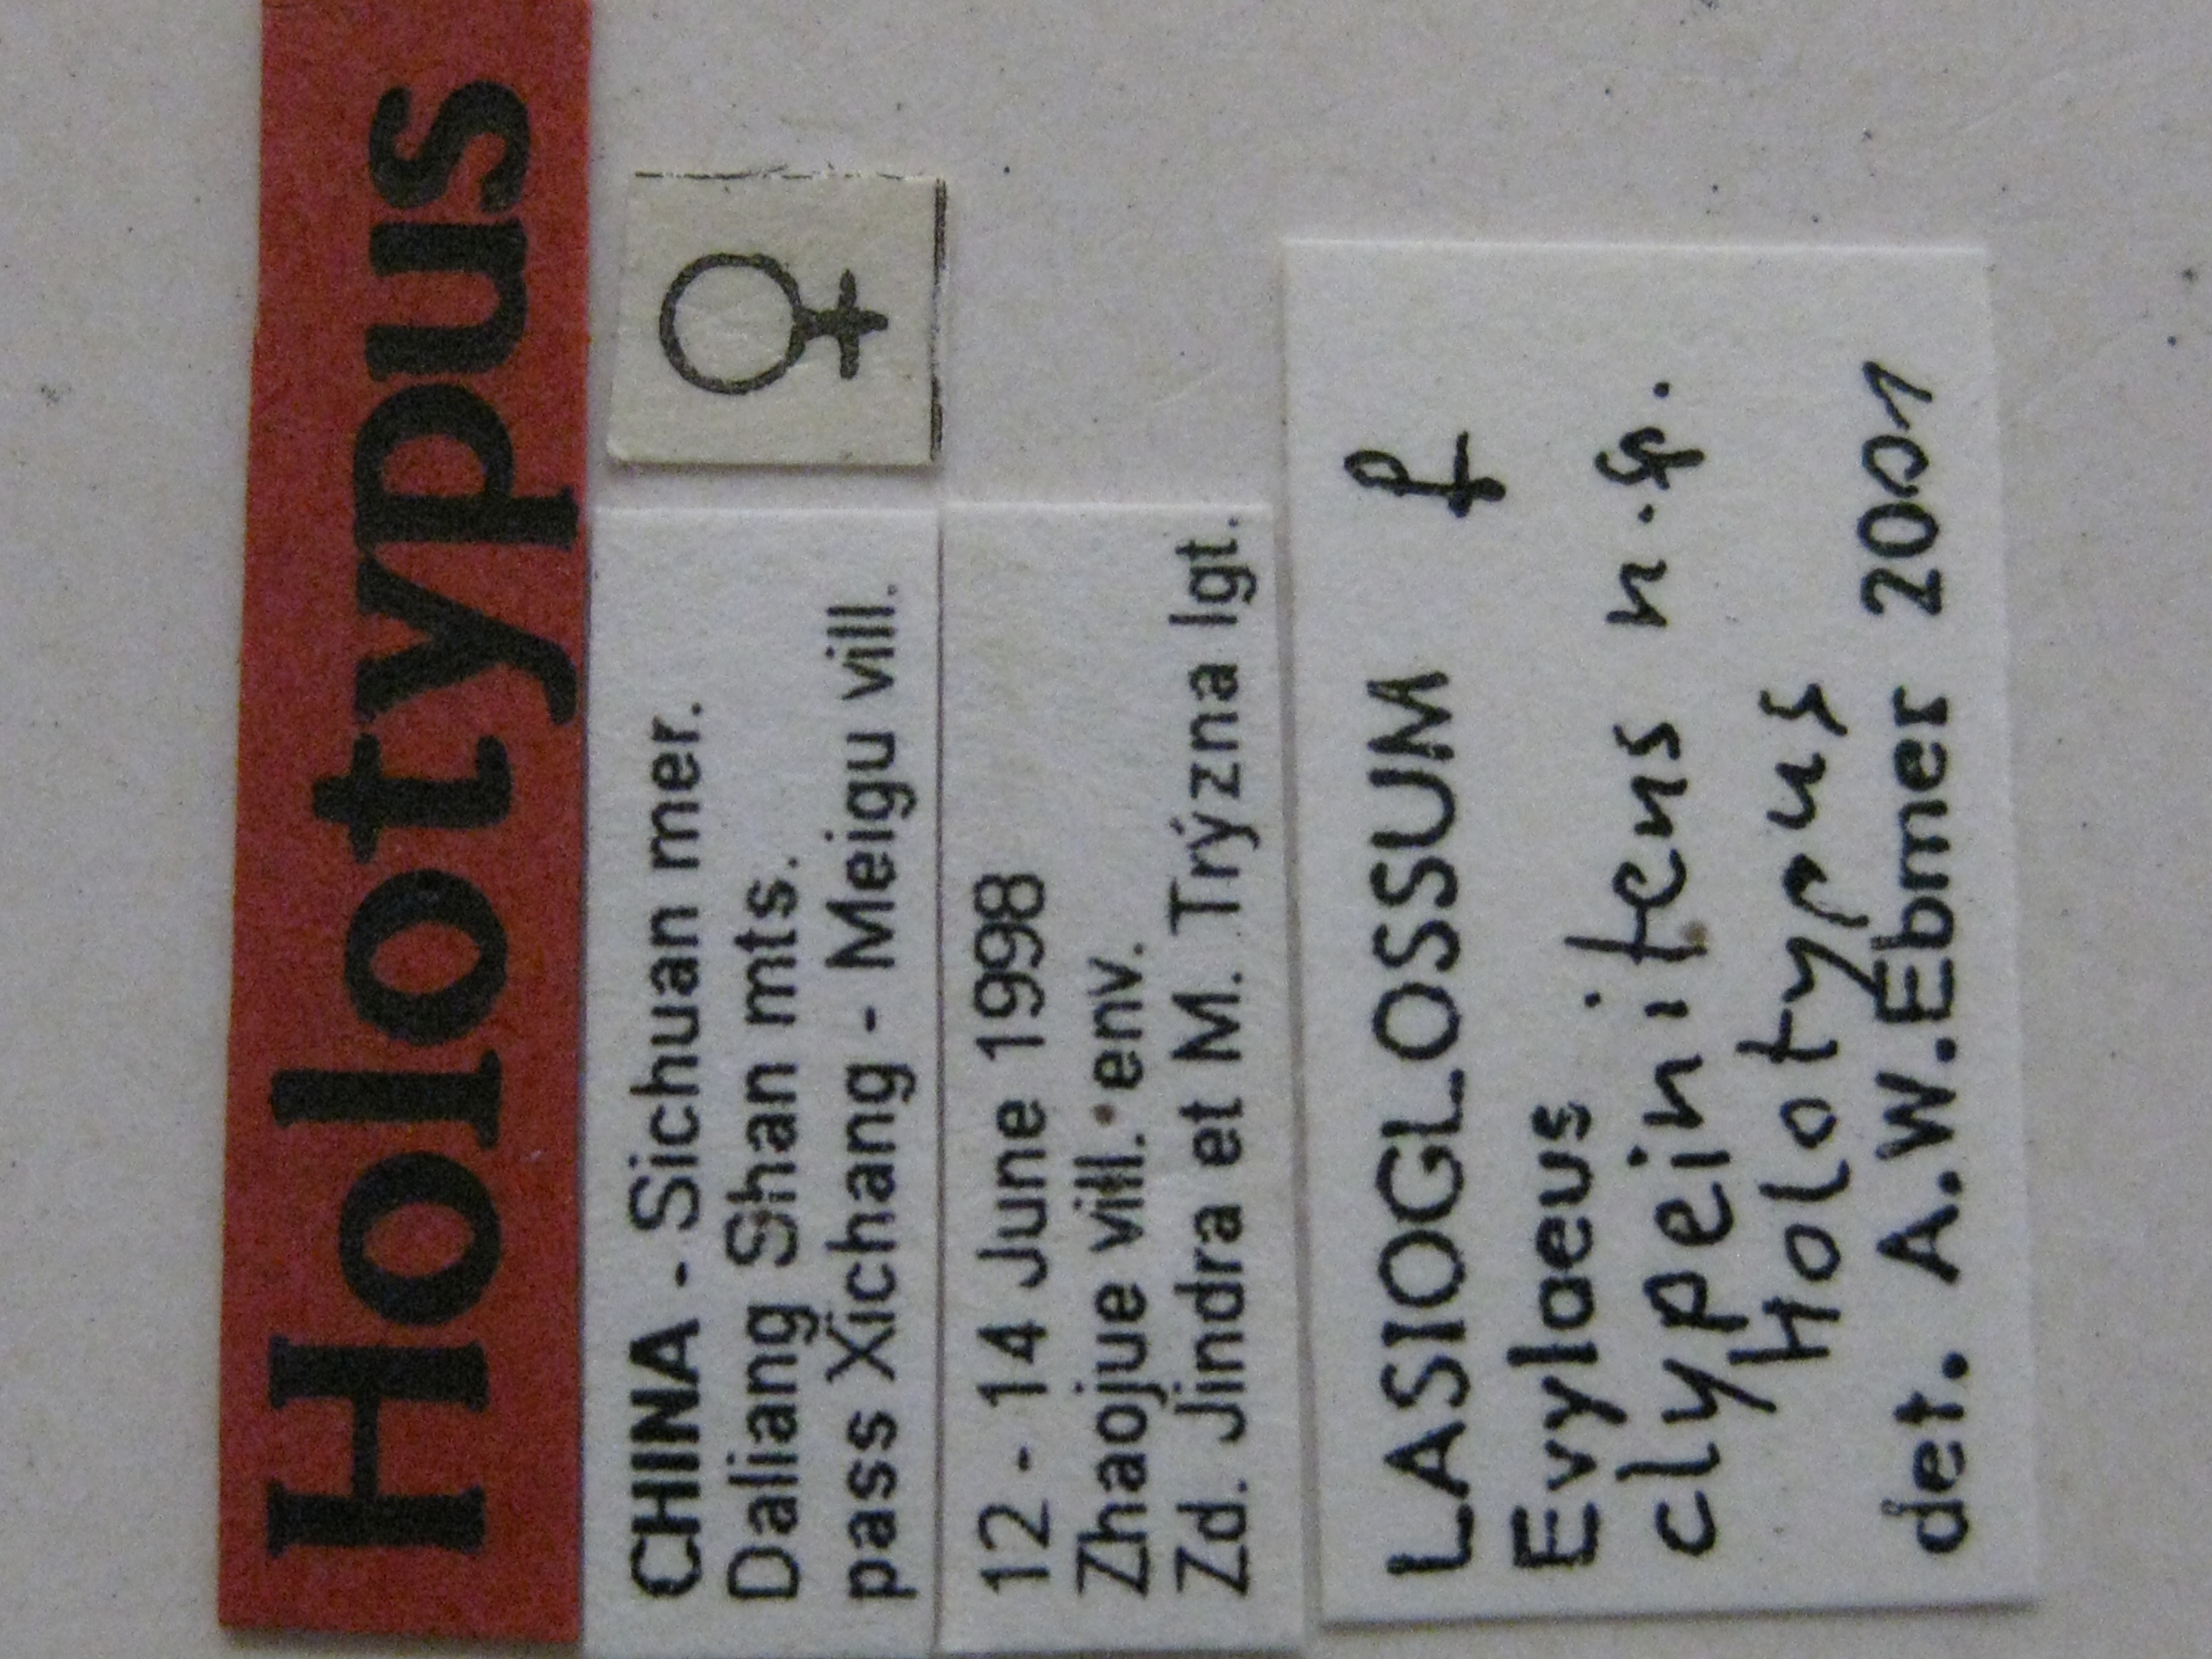 Holotypus
♀
CHINA - Sichuan mer.
Daliang Shan mts.
pass Xichang - Meigu vill.
12 - 14 June 1998
Zhaojue vill. env.
Zd. Jindra et M. Trýzna lgt.
LASIOGLOSSUM ♀
Evylaeus
clypeinitens n.sp.
Holotypus
det. A.W.Ebmer 2001